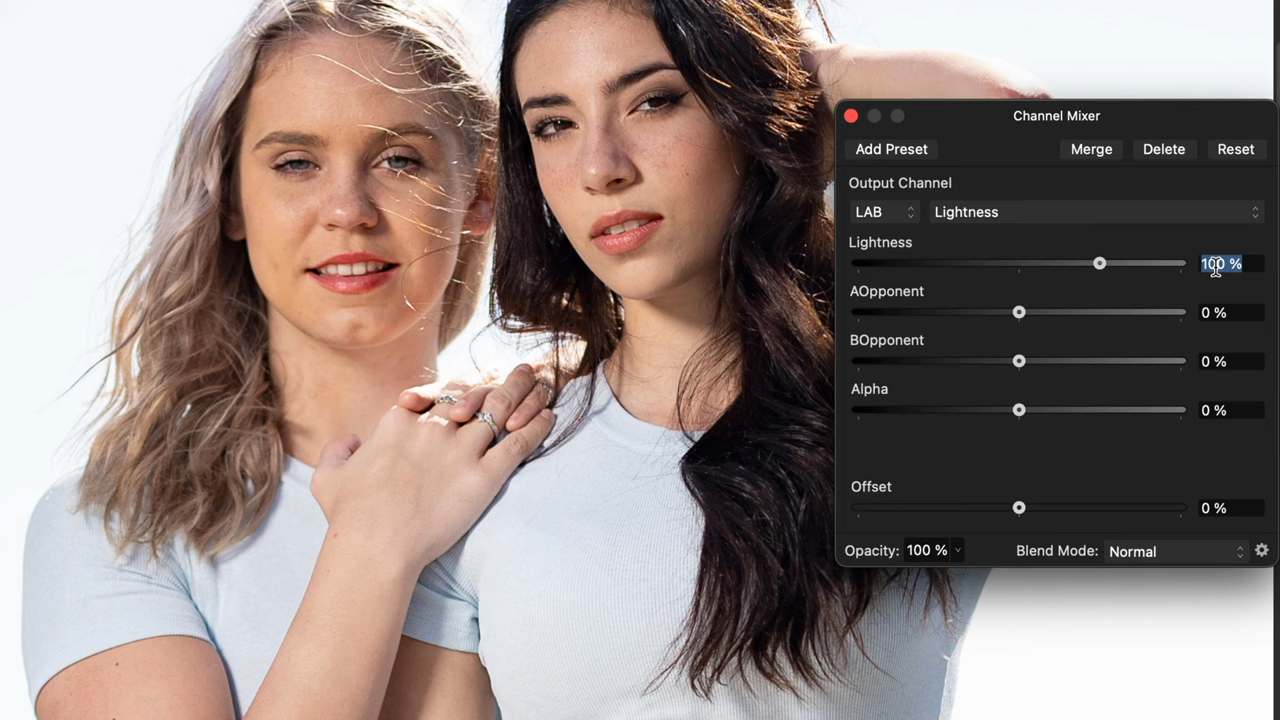 Channel Mixer
Add Preset Merge Delete Reset
Output Channel
LAB Lightness
Lightness
100 %
AOpponent
0 %
BOpponent
0 %
Alpha
0 %
Offset
0 %
Opacity: 100 % Blend Mode: Normal